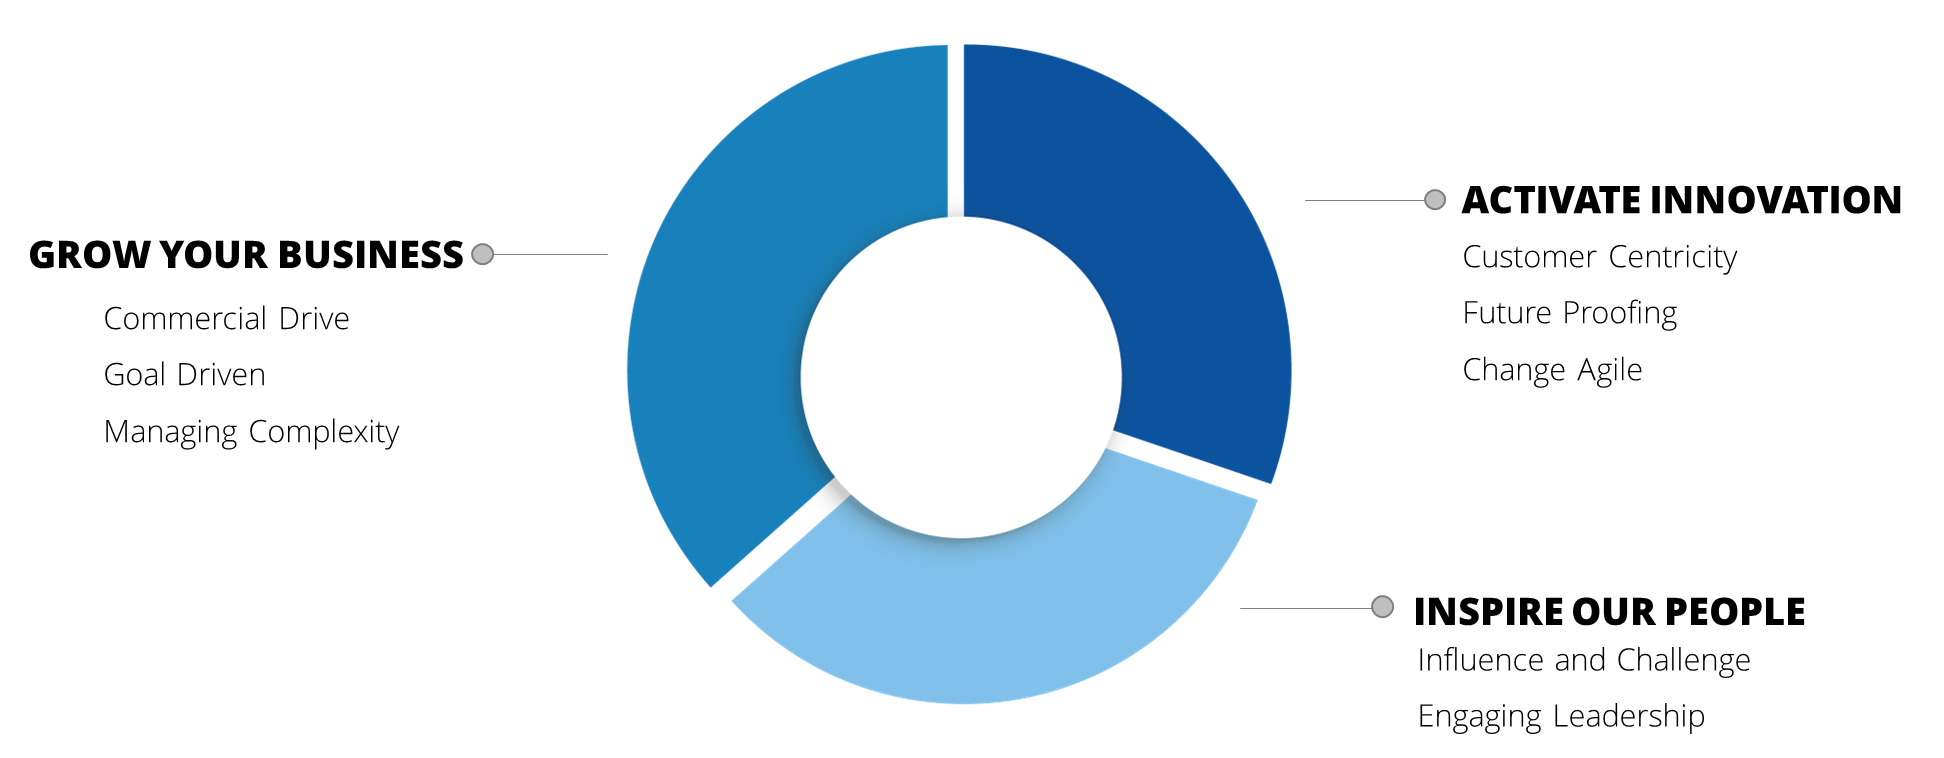 GROW YOUR BUSINESS
Commercial Drive
Goal Driven
Managing Complexity
ACTIVATE INNOVATION
Customer Centricity
Future Proofing
Change Agile
INSPIRE OUR PEOPLE
Influence and Challenge
Engaging Leadership